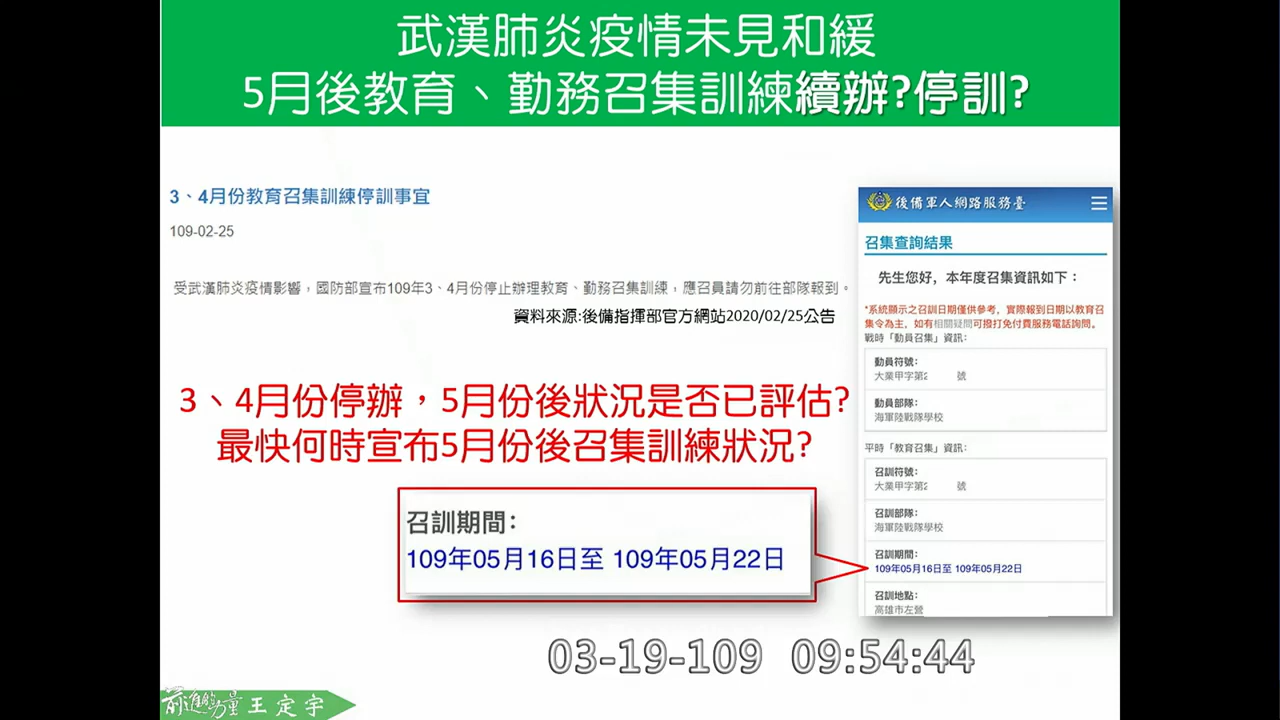 武漢肺炎疫情未見和緩
5月後教育、勤務召集訓練續辦?停訓?
3、4月份教育召集訓練停訓事宜
109-02-25
受武漢肺炎疫情影響，國防部宣布109年3、4月份停止辦理教育、勤務召集訓練，應召員請勿前往部隊報到。
資料來源:後備指揮部官方網站2020/02/25公告
3、4月份停辦，5月份後狀況是否已評估?
最快何時宣布5月份後召集訓練狀況?
召訓期間:
109年05月16日至 109年05月22日
後備軍人網路服務臺
召集查詢結果
先生您好，本年度召集資訊如下：
*系統顯示之召訓日期僅供參考，實際報到日期以教育召
集令為主，如有相關疑問可撥打免付費服務電話詢問。
戰時「動員召集」資訊:
動員符號:
大業甲字第2 號
動員部隊:
海軍陸戰隊學校
平時「教育召集」資訊:
召訓符號:
大業甲字第2 號
召訓部隊:
海軍陸戰隊學校
召訓期間:
109年05月16日至 109年05月22日
召訓地點:
高雄市左營
03-19-109 09:54:44
前進的力量 王定宇